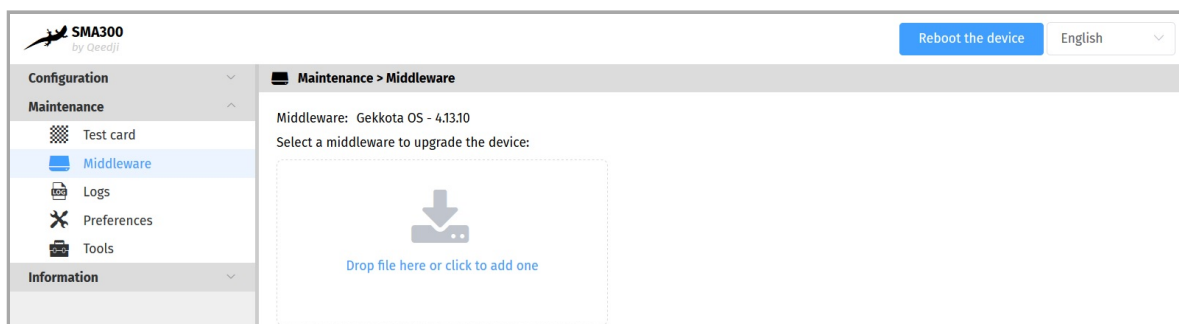 SMA300
by Qeedji
Reboot the device
English
Configuration
Maintenance > Middleware
Maintenance
Middleware: Gekkota OS - 4.13.10
Test card
Select a middleware to upgrade the device:
Middleware
LOG
Logs
Preferences
Tools
Drop file here or click to add one
Information